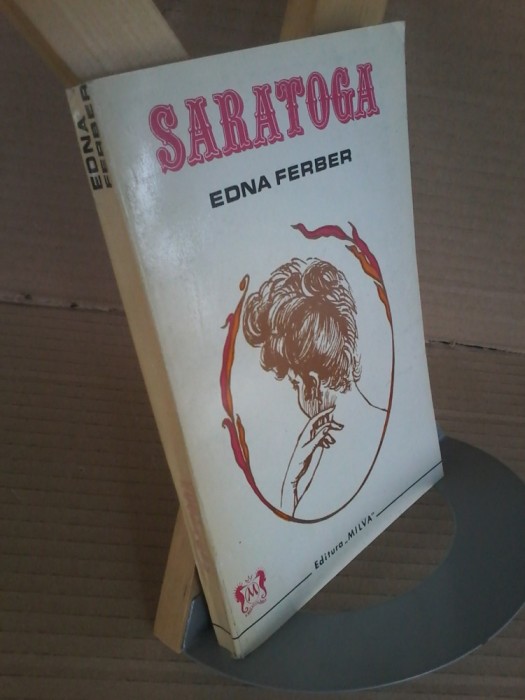 SARATOGA
EDNA FERBER
Editura „MILVA"
M
EDNA
FERBER